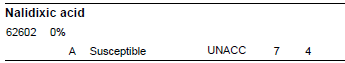 Nalidixic acid
62602 0%
A Susceptible UNACC 7 4